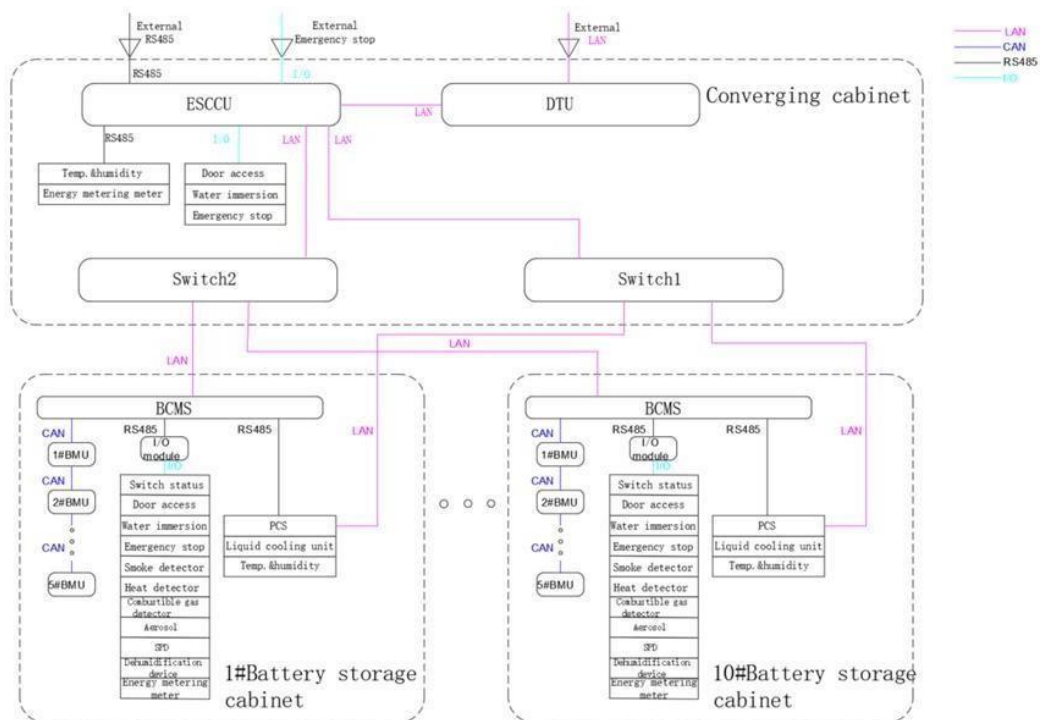 External
RS485
External
Emergency stop
External
LAN
LAN
CAN
RS485
I/O
RS485
I/O
ESCCU
LAN
DTU
Converging cabinet
RS485
I/O
LAN
LAN
Temp.&humidity
Energy metering meter
Door access
Water immersion
Emergency stop
Switch2
Switch1
LAN
LAN
BCMS
CAN
RS485
RS485
LAN
1#BMU
I/O
module
I/O
CAN
2#BMU
CAN
5#BMU
Switch status
Door access
Water immersion
Emergency stop
Smoke detector
Heat detector
Combustible gas
detector
Aerosol
SPD
Dehumidification
device
Energy metering
meter
PCS
Liquid cooling unit
Temp.&humidity
1#Battery storage
cabinet
BCMS
CAN
RS485
RS485
LAN
1#BMU
I/O
module
I/O
CAN
2#BMU
CAN
5#BMU
Switch status
Door access
Water immersion
Emergency stop
Smoke detector
Heat detector
Combustible gas
detector
Aerosol
SPD
Dehumidification
device
Energy metering
meter
PCS
Liquid cooling unit
Temp.&humidity
10#Battery storage
cabinet